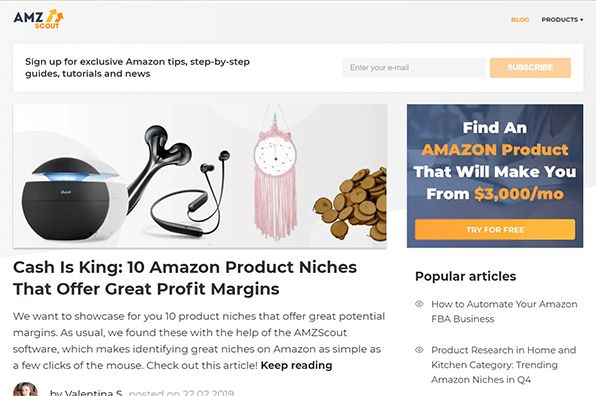 AMZ
SCOUT
BLOG
PRODUCTS
Sign up for exclusive Amazon tips, step-by-step
guides, tutorials and news
Enter your e-mail
SUBSCRIBE
Find An
AMAZON Product
That Will Make You
From $3,000/mo
TRY FOR FREE
Cash Is King: 10 Amazon Product Niches
That Offer Great Profit Margins
We want to showcase for you 10 product niches that offer great potential
margins. As usual, we found these with the help of the AMZScout
software, which makes identifying great niches on Amazon as simple as
a few clicks of the mouse. Check out this article! Keep reading
by Valentina S. posted on 22.02.2019
Popular articles
How to Automate Your Amazon
FBA Business
Product Research in Home and
Kitchen Category: Trending
Amazon Niches in Q4